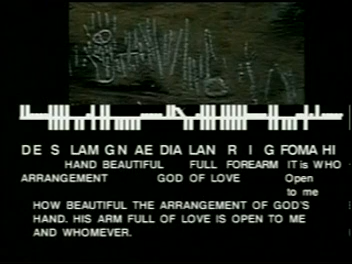 DE S LAM G N AE DIA LAN R I G FOMA HI
HAND BEAUTIFUL FULL FOREARM IT is WHO
ARRANGEMENT GOD OF LOVE Open
to me
HOW BEAUTIFUL THE ARRANGEMENT OF GOD'S
HAND. HIS ARM FULL OF LOVE IS OPEN TO ME
AND WHOMEVER.